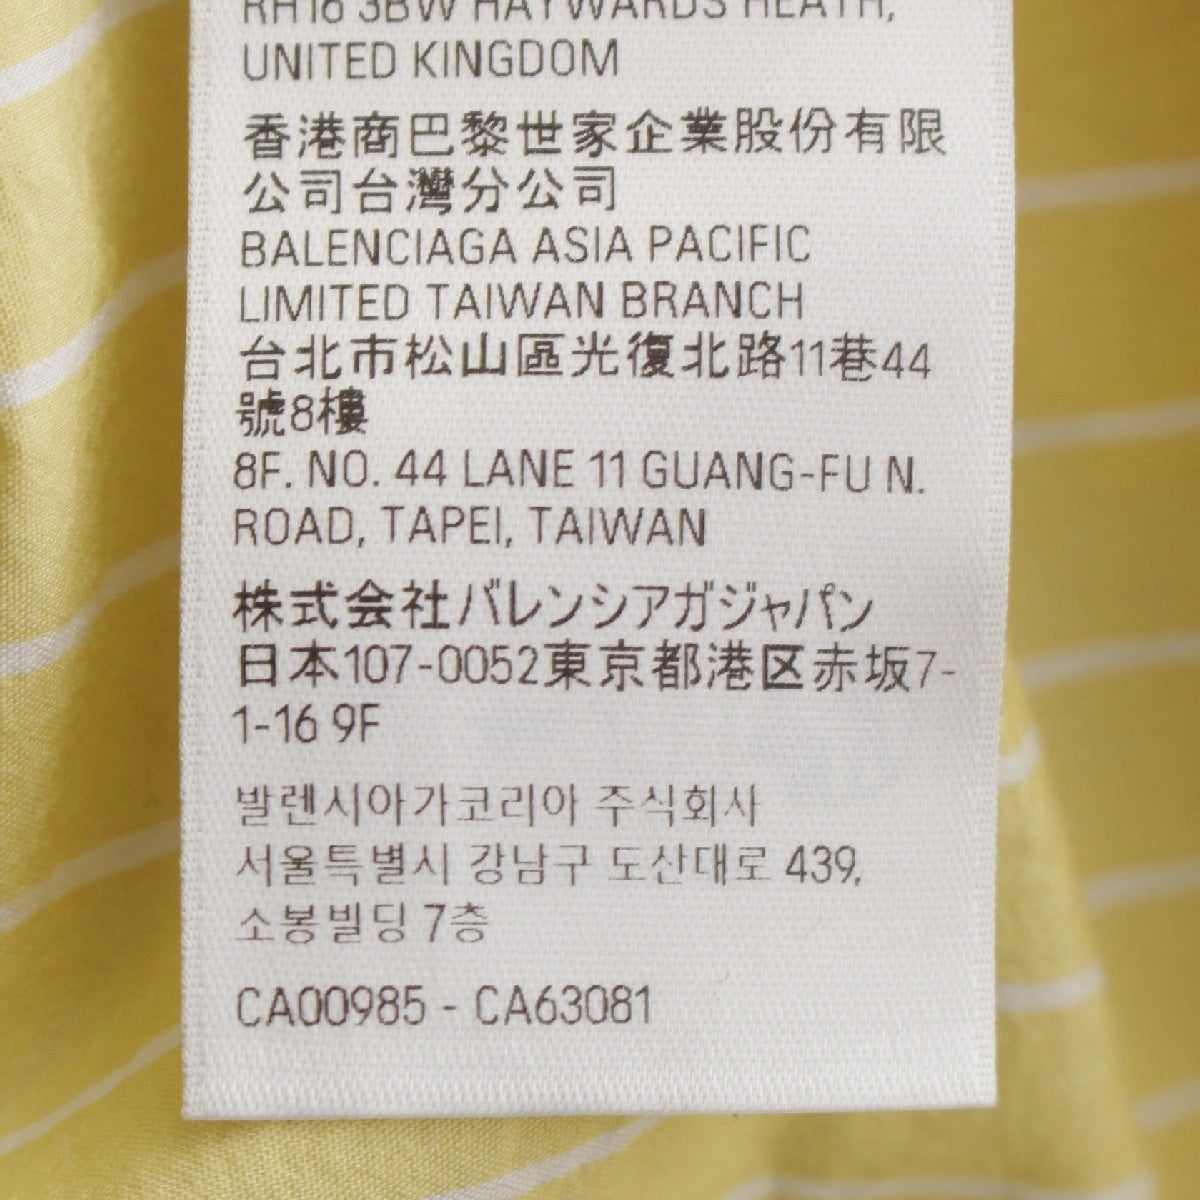 RH16 3BW HAYWARDS HEATH,
UNITED KINGDOM
香港商巴黎世家企業股份有限
公司台灣分公司
BALENCIAGA ASIA PACIFIC
LIMITED TAIWAN BRANCH
台北市松山區光復北路11巷44
號8樓
8F. NO. 44 LANE 11 GUANG-FU N.
ROAD, TAPEI, TAIWAN
株式会社バレンシアガジャパン
日本107-0052東京都港区赤坂7-
1-16 9F
발렌시아가코리아 주식회사
서울특별시 강남구 도산대로 439,
소봉빌딩 7층
CA00985 - CA63081